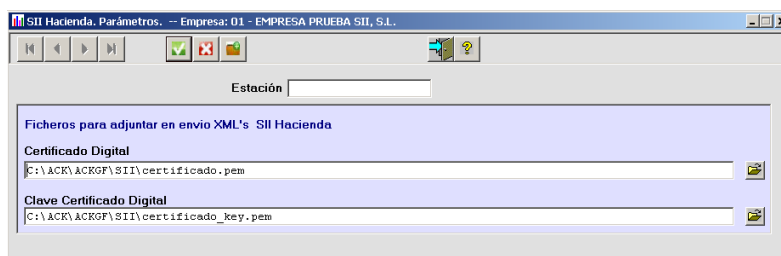 SII Hacienda. Parámetros. -- Empresa: 01 - EMPRESA PRUEBA SII, S.L.
Estación
Ficheros para adjuntar en envio XML's SII Hacienda
Certificado Digital
C:\ACK\ACKGF\SII\certificado.pem
Clave Certificado Digital
C:\ACK\ACKGF\SII\certificado_key.pem